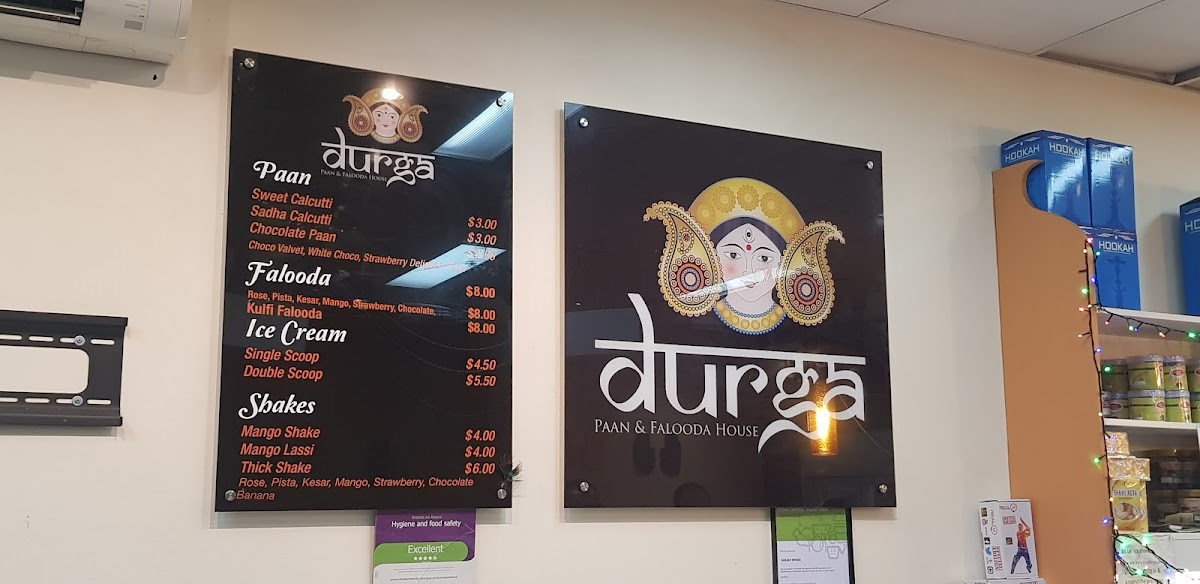 durga
PAAN & FALOODA HOUSE
Paan
Sweet Calcutti $3.00
Sadha Calcutti $3.00
Chocolate Paan
Choco Valvet, White Choco, Strawberry
Falooda $8.00
Rose, Pista, Kesar, Mango, Strawberry, Chocolate, $8.00
Kulfi Falooda $8.00
Ice Cream
Single Scoop $4.50
Double Scoop $5.50
Shakes
Mango Shake $4.00
Mango Lassi $4.00
Thick Shake $6.00
Rose, Pista, Kesar, Mango, Strawberry, Chocolate
Banana
durga
PAAN & FALOODA HOUSE
Hygiene and food safety
Excellent
HOOKAH
HOOKAH
HOOKAH